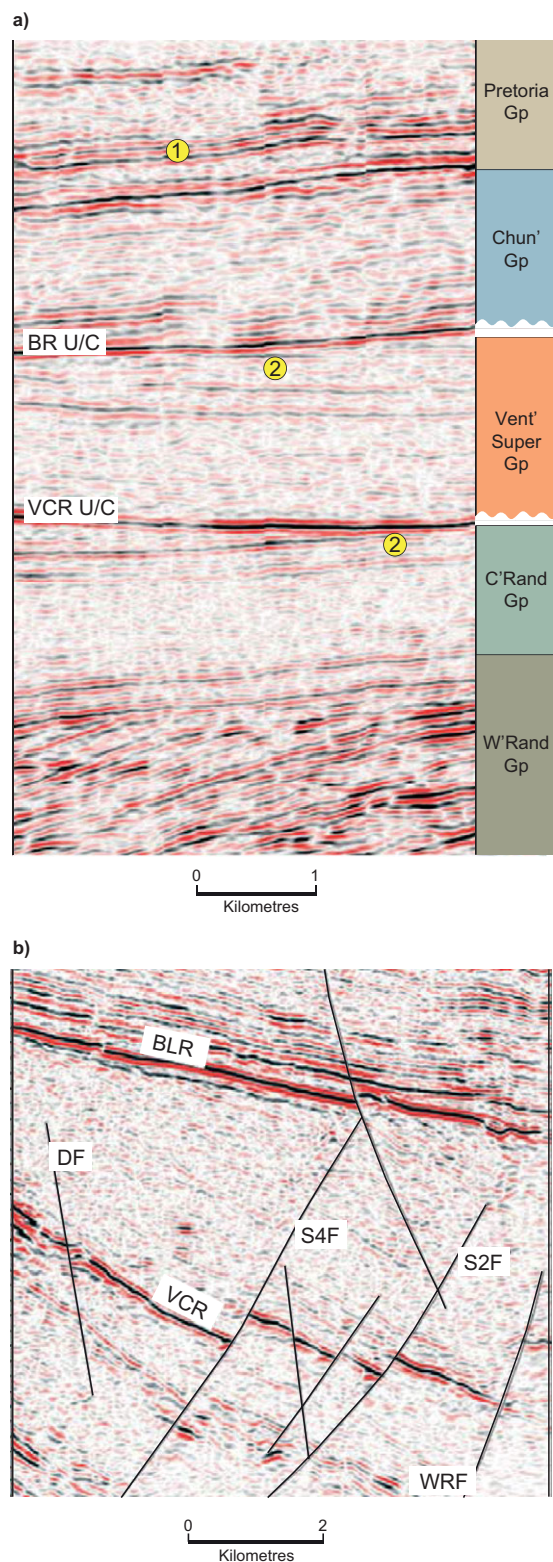 a)
Pretoria
Gp
1
Chun'
Gp
BR U/C
2
Vent'
Super
Gp
VCR U/C
2
C'Rand
Gp
W'Rand
Gp
0 1
Kilometres
b)
BLR
DF
S4F
S2F
VCR
WRF
0 2
Kilometres